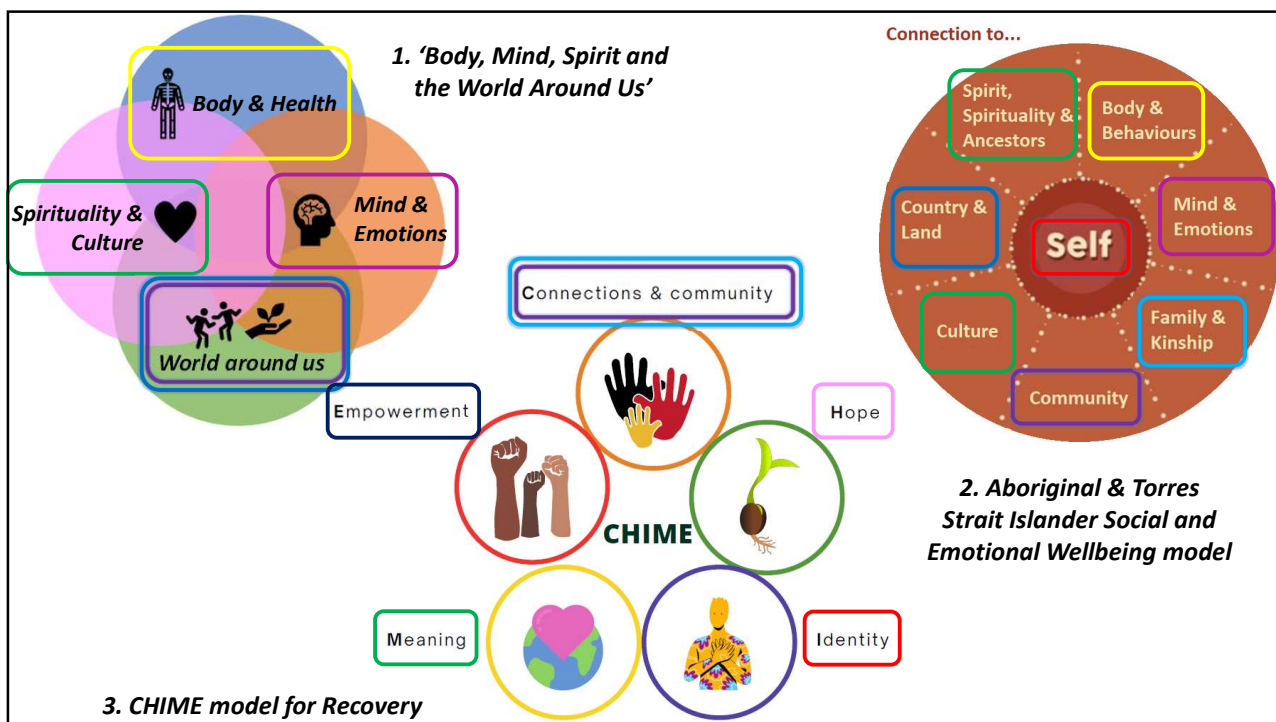 1. ‘Body, Mind, Spirit and
the World Around Us’
Body & Health
Spirituality &
Culture
Mind &
Emotions
World around us
Connection to...
Spirit,
Spirituality &
Ancestors
Body &
Behaviours
Country &
Land
Self
Mind &
Emotions
Culture
Family &
Kinship
Community
2. Aboriginal & Torres
Strait Islander Social and
Emotional Wellbeing model
Connections & community
Empowerment
Hope
CHIME
Meaning
Identity
3. CHIME model for Recovery